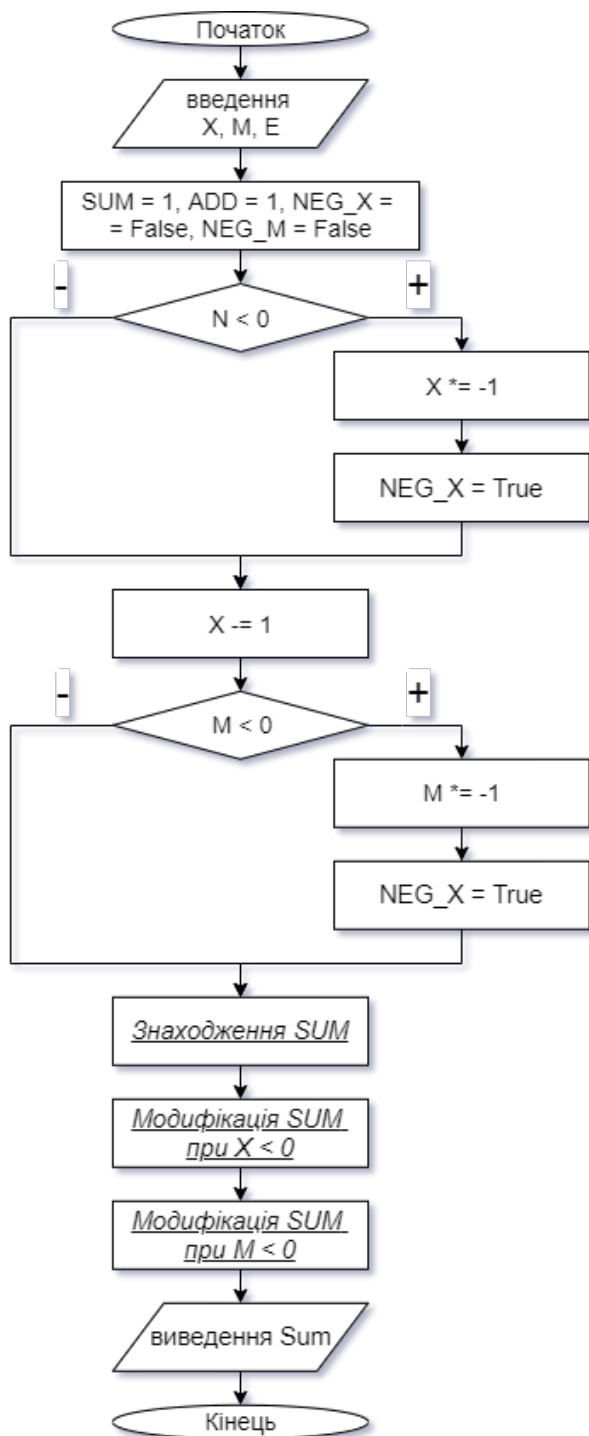 Початок
введення
X, M, E
SUM = 1, ADD = 1, NEG_X =
= False, NEG_M = False
-
+
N < 0
X *= -1
NEG_X = True
X -= 1
-
+
M < 0
M *= -1
NEG_X = True
Знаходження SUM
Модифікація SUM
при X < 0
Модифікація SUM
при M < 0
виведення Sum
Кінець